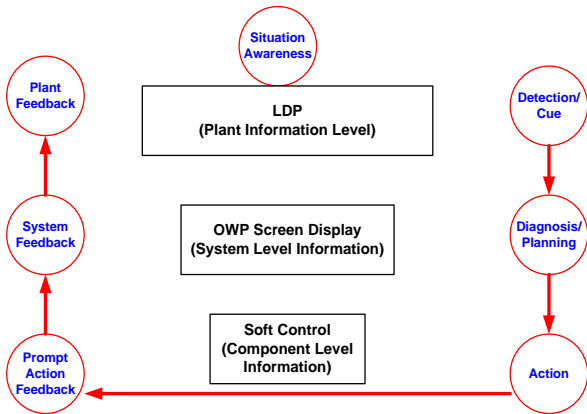 Situation
Awareness
Plant
Feedback
LDP
(Plant Information Level)
Detection/
Cue
System
Feedback
OWP Screen Display
(System Level Information)
Diagnosis/
Planning
Prompt
Action
Feedback
Soft Control
(Component Level
Information)
Action